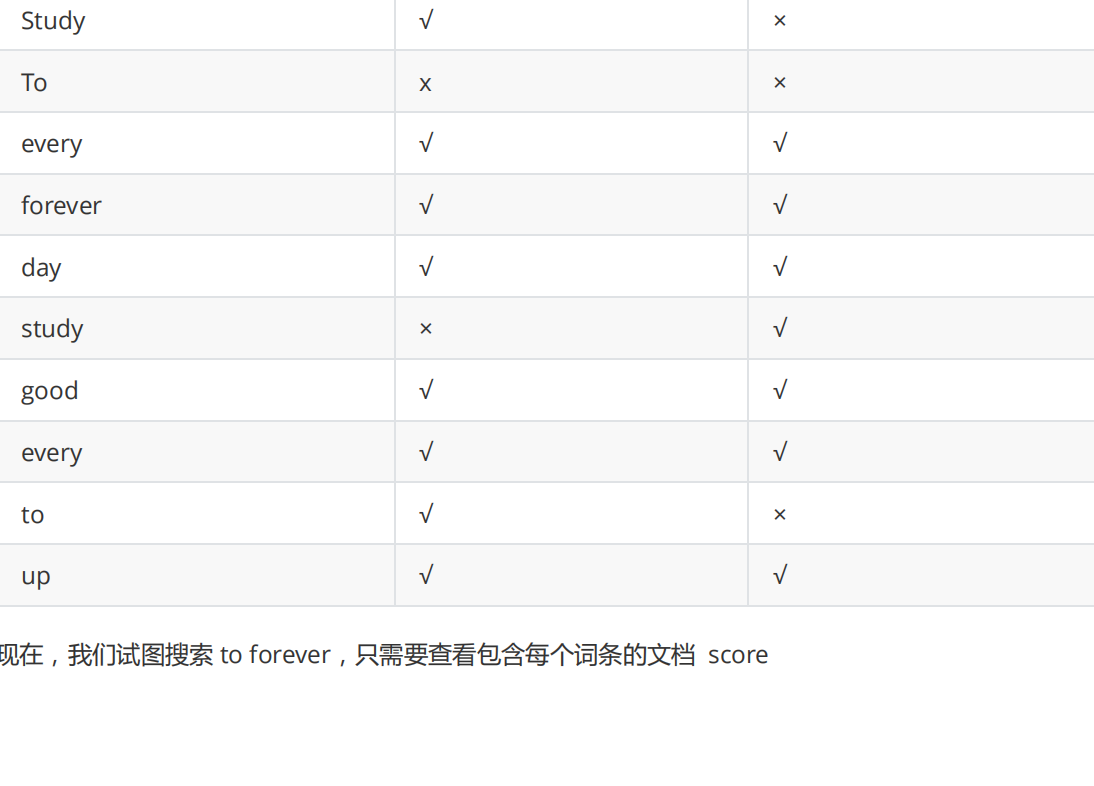 Study √ ×
To x ×
every √ √
forever √ √
day √ √
study × √
good √ √
every √ √
to √ ×
up √ √
现在，我们试图搜索 to forever，只需要查看包含每个词条的文档 score